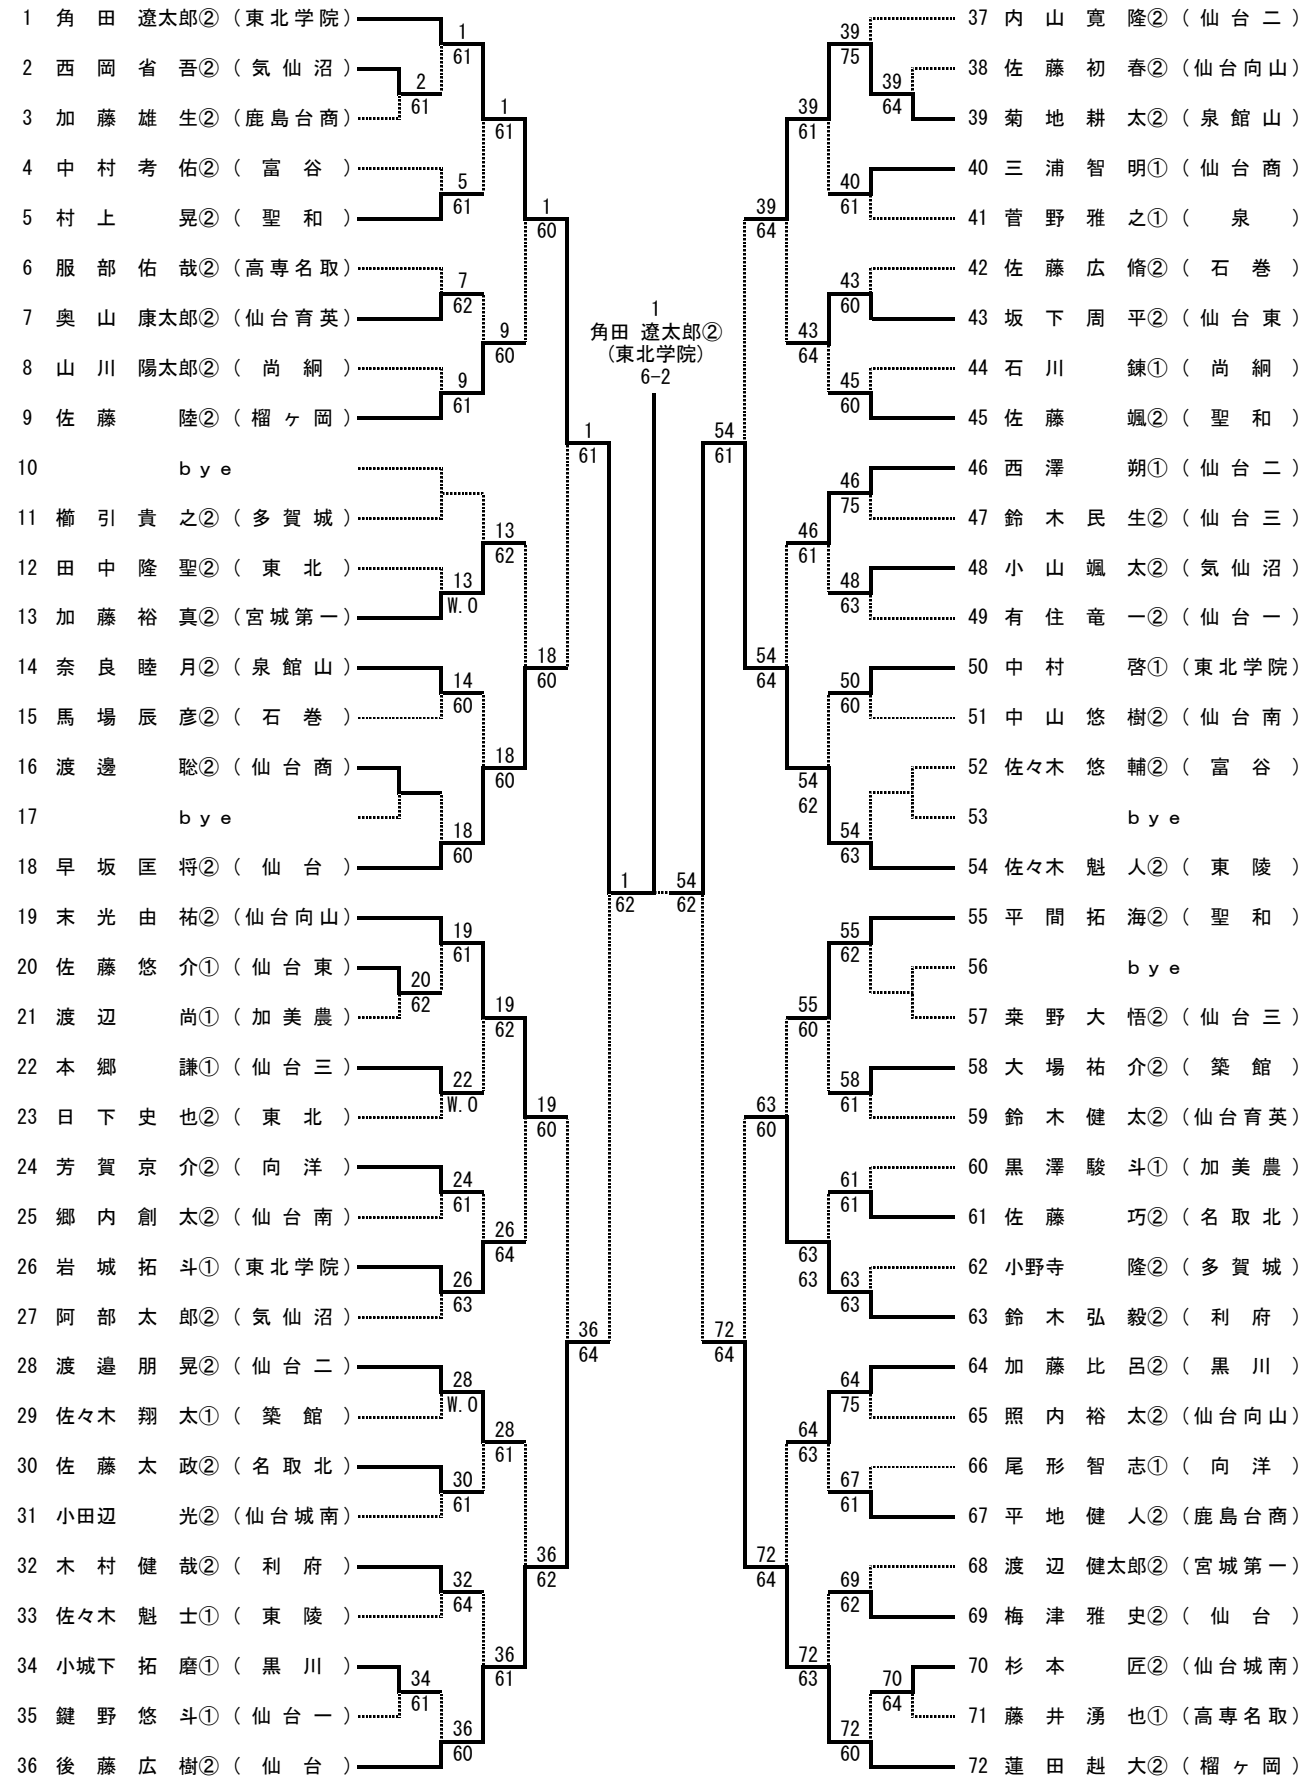 1 角田 遼太郎② (東北学院)
2 西岡省吾② (気仙沼)
3 加藤雄生② (鹿島台商)
4 中村考佑② (富谷)
5 村上 晃② (聖和)
6 服部佑哉② (高専名取)
7 奥山 康太郎② (仙台育英)
8 山川 陽太郎② (尚絅)
9 佐藤 陸② (榴ヶ岡)
10 bye
11 櫛引貴之② (多賀城)
12 田中隆聖② (東北)
13 加藤裕真② (宮城第一)
14 奈良睦月② (泉館山)
15 馬場辰彦② (石巻)
16 渡邊 聡② (仙台商)
17 bye
18 早坂匡将② (仙台)
19 末光由祐② (仙台向山)
20 佐藤悠介① (仙台東)
21 渡辺 尚① (加美農)
22 本郷 謙① (仙台三)
23 日下史也② (東北)
24 芳賀京介② (向洋)
25 郷内創太② (仙台南)
26 岩城拓斗① (東北学院)
27 阿部太郎② (気仙沼)
28 渡邉朋晃② (仙台二)
29 佐々木 翔太① (築館)
30 佐藤太政② (名取北)
31 小田辺 光② (仙台城南)
32 木村健哉② (利府)
33 佐々木 魁士① (東陵)
34 小城下 拓磨① (黒川)
35 鍵野悠斗① (仙台一)
36 後藤広樹② (仙台)
2
61
20
62
34
61
1
61
5
61
7
62
9
61
13
W.O
14
60
18
60
19
61
22
W.O
24
61
26
63
28
W.O
30
61
32
64
36
60
1
61
9
60
13
62
18
60
19
62
26
64
28
61
36
61
1
60
18
60
19
60
36
62
1
61
36
64
1
62
1
角田 遼太郎②
(東北学院)
6-2
54
62
54
61
72
64
39
64
54
64
63
60
72
64
39
61
43
64
46
61
54
62
55
60
63
63
64
63
72
63
39
75
40
61
43
60
45
60
46
75
48
63
50
60
54
63
55
62
58
61
61
61
63
63
64
75
67
61
69
62
72
60
39
64
70
64
37 内山寛隆② (仙台二)
38 佐藤初春② (仙台向山)
39 菊地耕太② (泉館山)
40 三浦智明① (仙台商)
41 菅野雅之① (泉)
42 佐藤広脩② (石巻)
43 坂下周平② (仙台東)
44 石川 錬① (尚絅)
45 佐藤 颯② (聖和)
46 西澤 朔① (仙台二)
47 鈴木民生② (仙台三)
48 小山颯太② (気仙沼)
49 有住竜一② (仙台一)
50 中村 啓① (東北学院)
51 中山悠樹② (仙台南)
52 佐々木 悠輔② (富谷)
53 bye
54 佐々木 魁人② (東陵)
55 平間拓海② (聖和)
56 bye
57 桒野大悟② (仙台三)
58 大場祐介② (築館)
59 鈴木健太② (仙台育英)
60 黒澤駿斗① (加美農)
61 佐藤 巧② (名取北)
62 小野寺 隆② (多賀城)
63 鈴木弘毅② (利府)
64 加藤比呂② (黒川)
65 照内裕太② (仙台向山)
66 尾形智志① (向洋)
67 平地健人② (鹿島台商)
68 渡辺 健太郎② (宮城第一)
69 梅津雅史② (仙台)
70 杉本 匠② (仙台城南)
71 藤井湧也① (高専名取)
72 蓮田赳大② (榴ヶ岡)